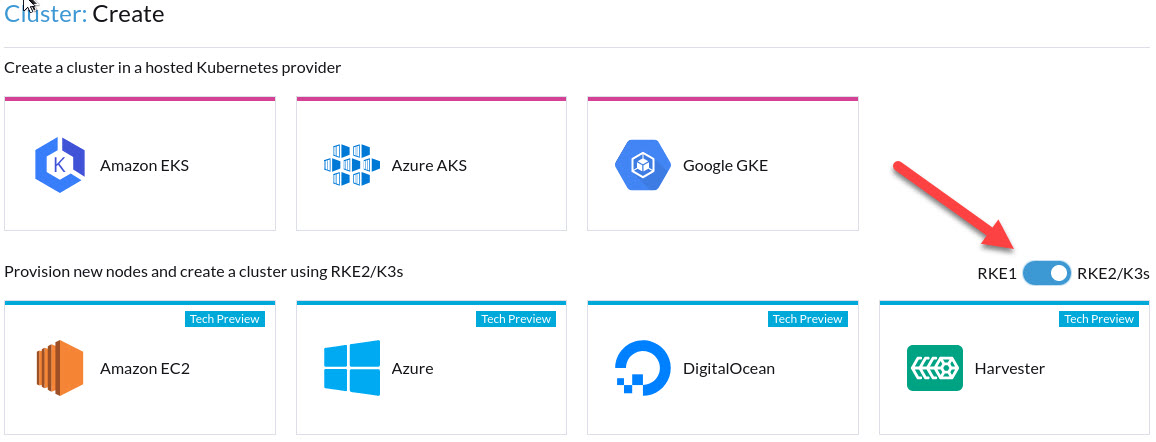 Cluster: Create
Create a cluster in a hosted Kubernetes provider
K
Amazon EKS
Azure AKS
Google GKE
Provision new nodes and create a cluster using RKE2/K3s
RKE1
RKE2/K3s
Tech Preview
Amazon EC2
Tech Preview
Azure
Tech Preview
DigitalOcean
Tech Preview
Harvester